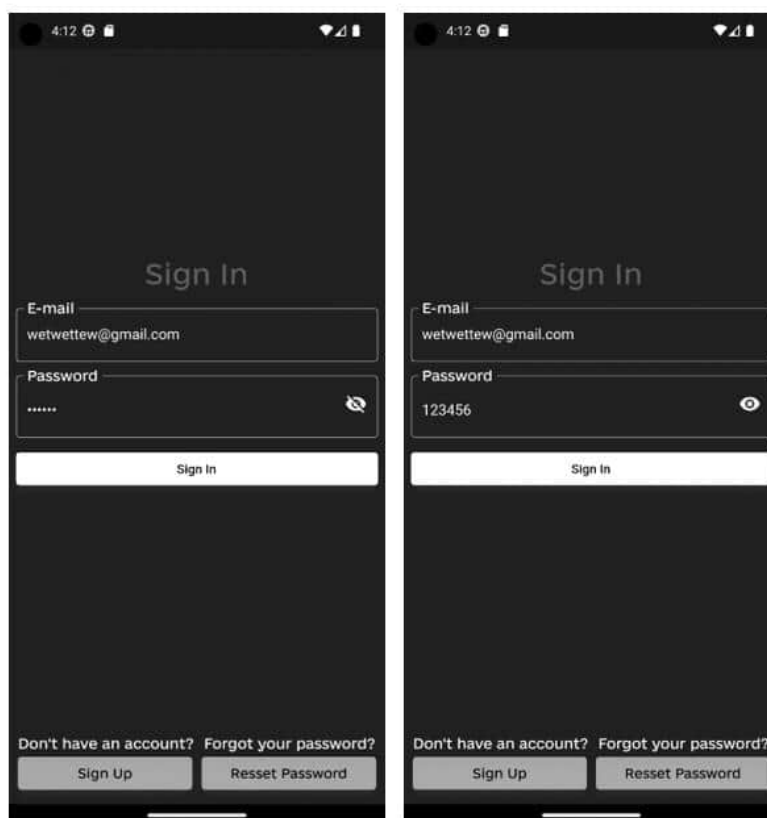 4:12
Sign In
E-mail
wetwettew@gmail.com
Password
••••••
Sign In
Don't have an account? Forgot your password?
Sign Up Resset Password
4:12
Sign In
E-mail
wetwettew@gmail.com
Password
123456
Sign In
Don't have an account? Forgot your password?
Sign Up Resset Password